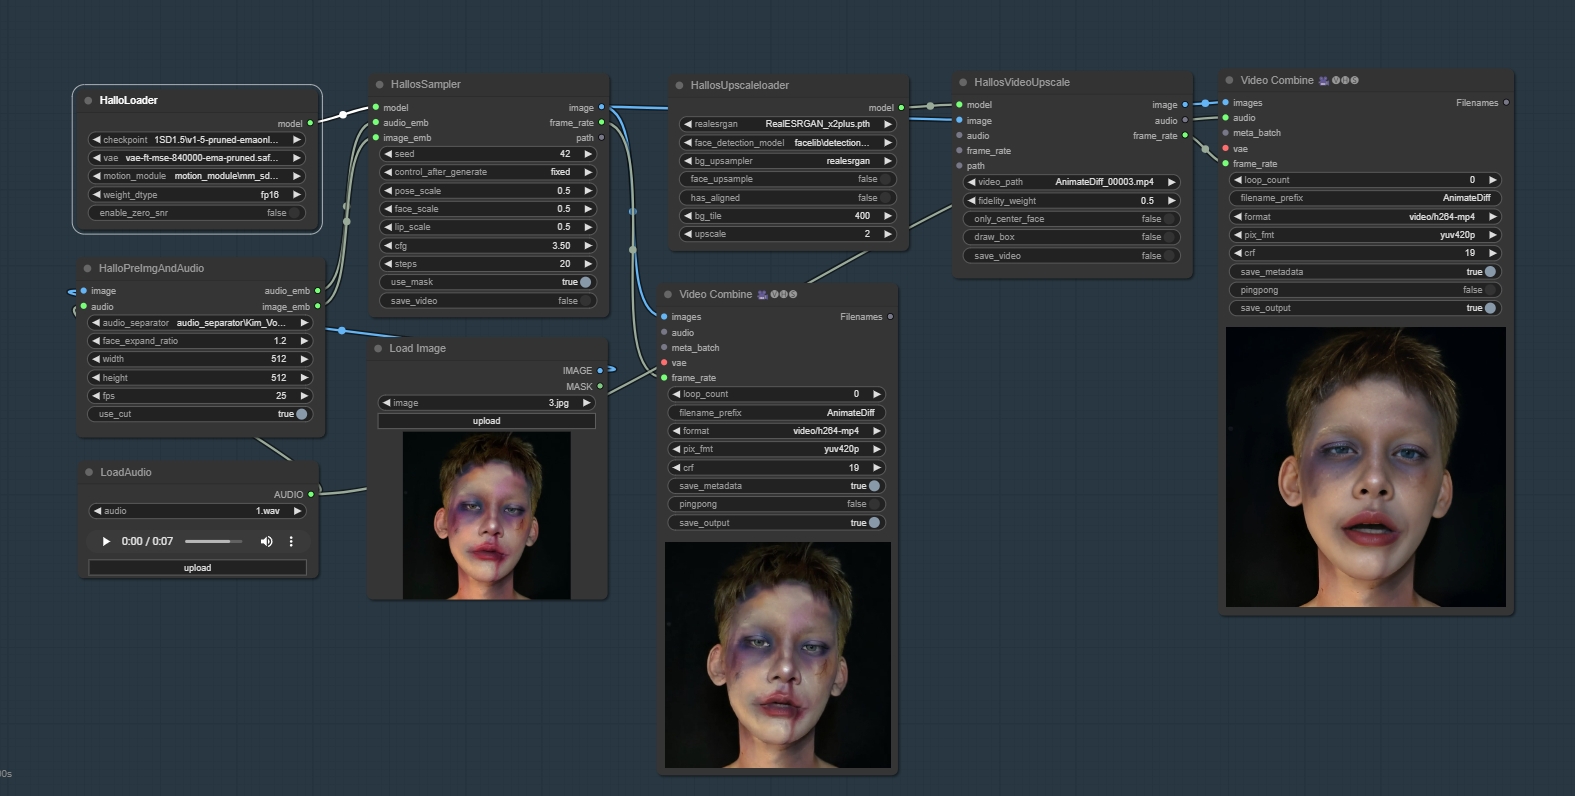 HalloLoader
model
checkpoint 1SD1.5\v1-5-pruned-emaonl...
vae vae-ft-mse-840000-ema-pruned.saf...
motion_module motion_module\mm_sd...
weight_dtype fp16
enable_zero_snr false
HalloPreImgAndAudio
image audio_emb
audio image_emb
audio_separator audio_separator\Kim_Vo...
face_expand_ratio 1.2
width 512
height 512
fps 25
use_cut true
LoadAudio
AUDIO
audio 1.wav
0:00 / 0:07
upload
HallosSampler
model image
audio_emb frame_rate
image_emb path
seed 42
control_after_generate fixed
pose_scale 0.5
face_scale 0.5
lip_scale 0.5
cfg 3.50
steps 20
use_mask true
save_video false
Load Image
IMAGE
MASK
image 3.jpg
upload
HallosUpscaleloader
model
realesrgan RealESRGAN_x2plus.pth
face_detection_model facelib\detection...
bg_upsampler realesrgan
face_upsample false
has_aligned false
bg_tile 400
upscale 2
Video Combine VHS
images Filenames
audio
meta_batch
vae
frame_rate
loop_count 0
filename_prefix AnimateDiff
format video/h264-mp4
pix_fmt yuv420p
crf 19
save_metadata true
pingpong false
save_output true
HallosVideoUpscale
model image
image audio
audio frame_rate
frame_rate
path
video_path AnimateDiff_00003.mp4
fidelity_weight 0.5
only_center_face false
draw_box false
save_video false
Video Combine VHS
images Filenames
audio
meta_batch
vae
frame_rate
loop_count 0
filename_prefix AnimateDiff
format video/h264-mp4
pix_fmt yuv420p
crf 19
save_metadata true
pingpong false
save_output true